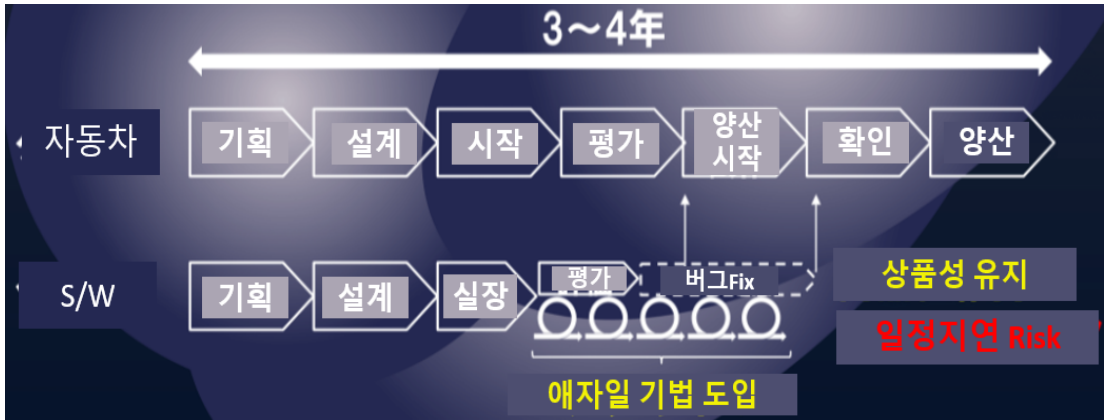 3~4年
자동차
기획
설계
시작
평가
양산
시작
확인
양산
S/W
기획
설계
실장
평가
버그Fix
상품성 유지
일정지연 Risk
애자일 기법 도입